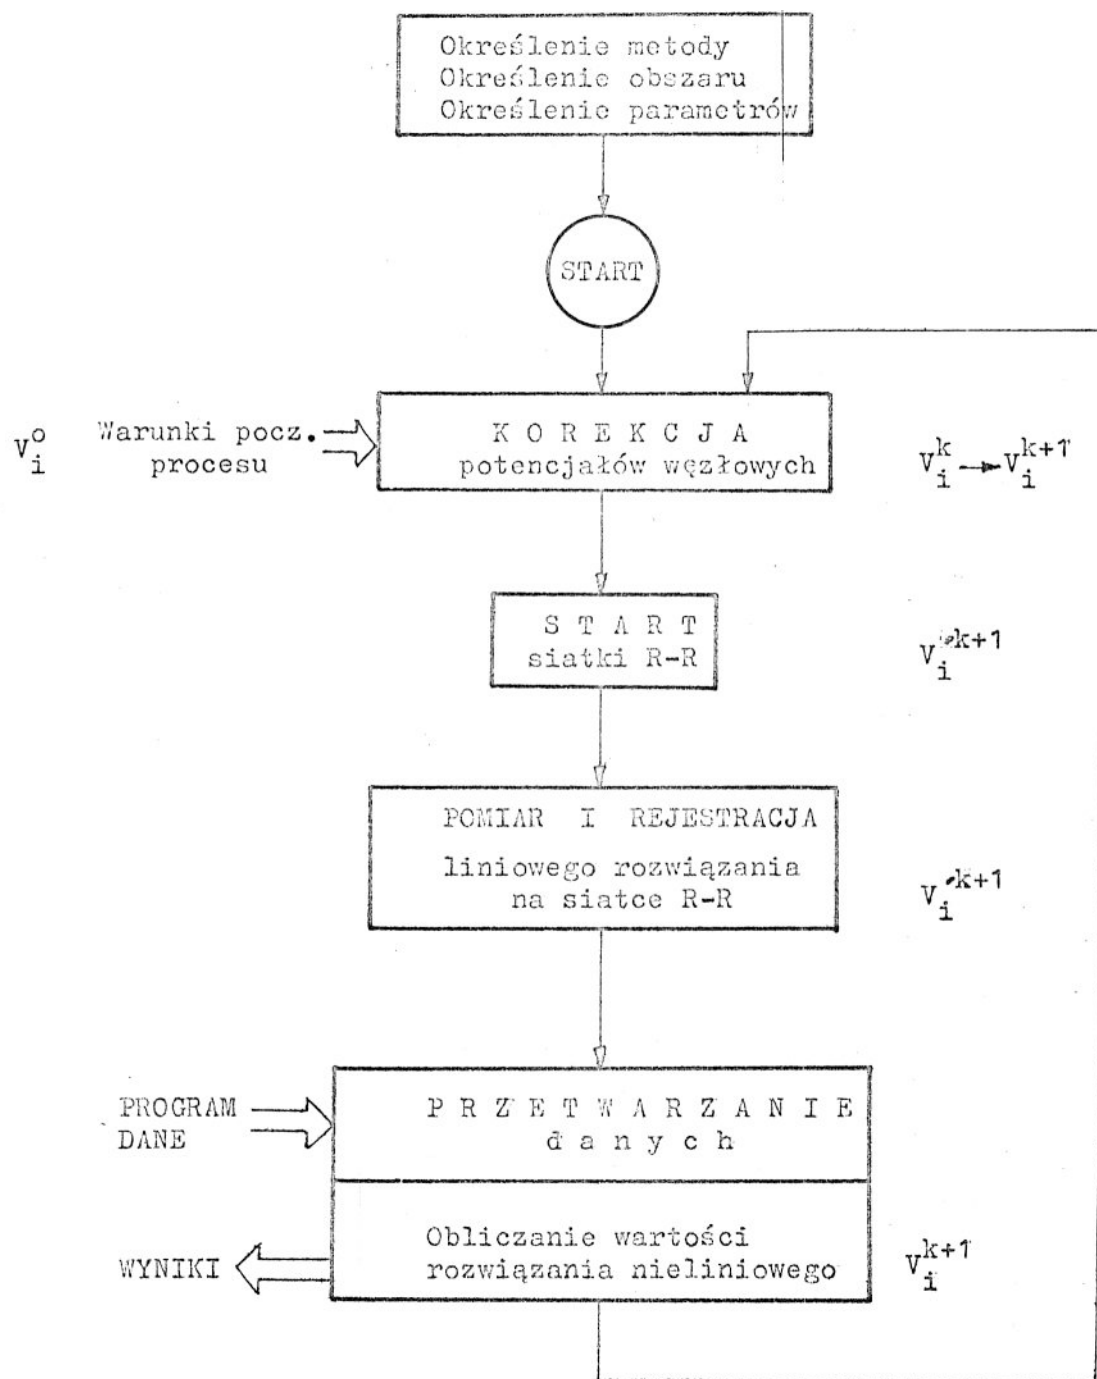 Określenie metody
Określenie obszaru
Określenie parametrów
START
V_i^o
Warunki pocz.
procesu
K O R E K C J A
potencjałów węzłowych
V_i^k → V_i^{k+1}
S T A R T
siatki R-R
V_i^{'k+1}
POMIAR I REJESTRACJA
liniowego rozwiązania
na siatce R-R
V_i^{'k+1}
PROGRAM
DANE
P R Z E T W A R Z A N I E
d a n y c h
WYNIKI
Obliczanie wartości
rozwiązania nieliniowego
V_i^{k+1}